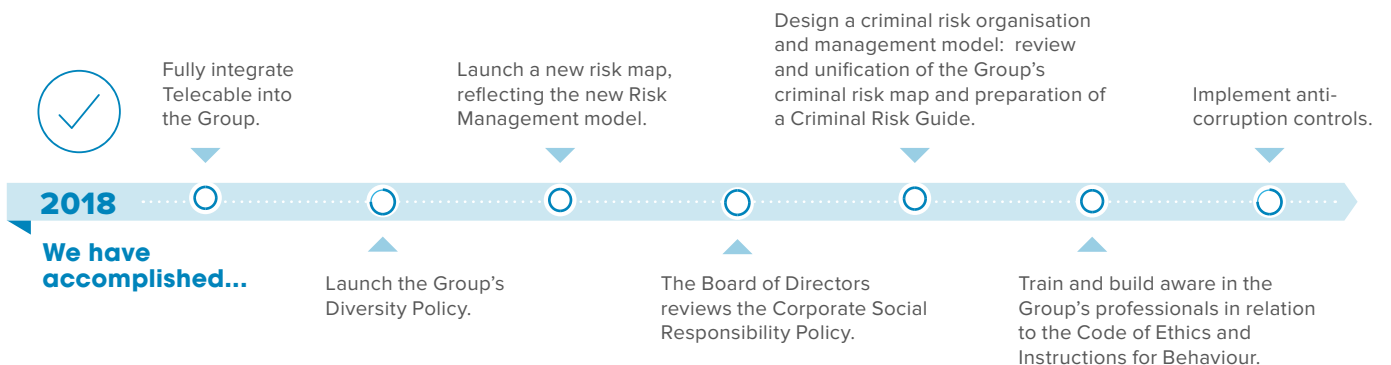 Fully integrate
Telecable into
the Group.
Launch a new risk map,
reflecting the new Risk
Management model.
Design a criminal risk organisation
and management model:  review
and unification of the Group’s
criminal risk map and preparation of
a Criminal Risk Guide.
Implement anti-
corruption controls.
2018
We have
accomplished...
Launch the Group’s
Diversity Policy.
The Board of Directors
reviews the Corporate Social
Responsibility Policy.
Train and build aware in the
Group’s professionals in relation
to the Code of Ethics and
Instructions for Behaviour.